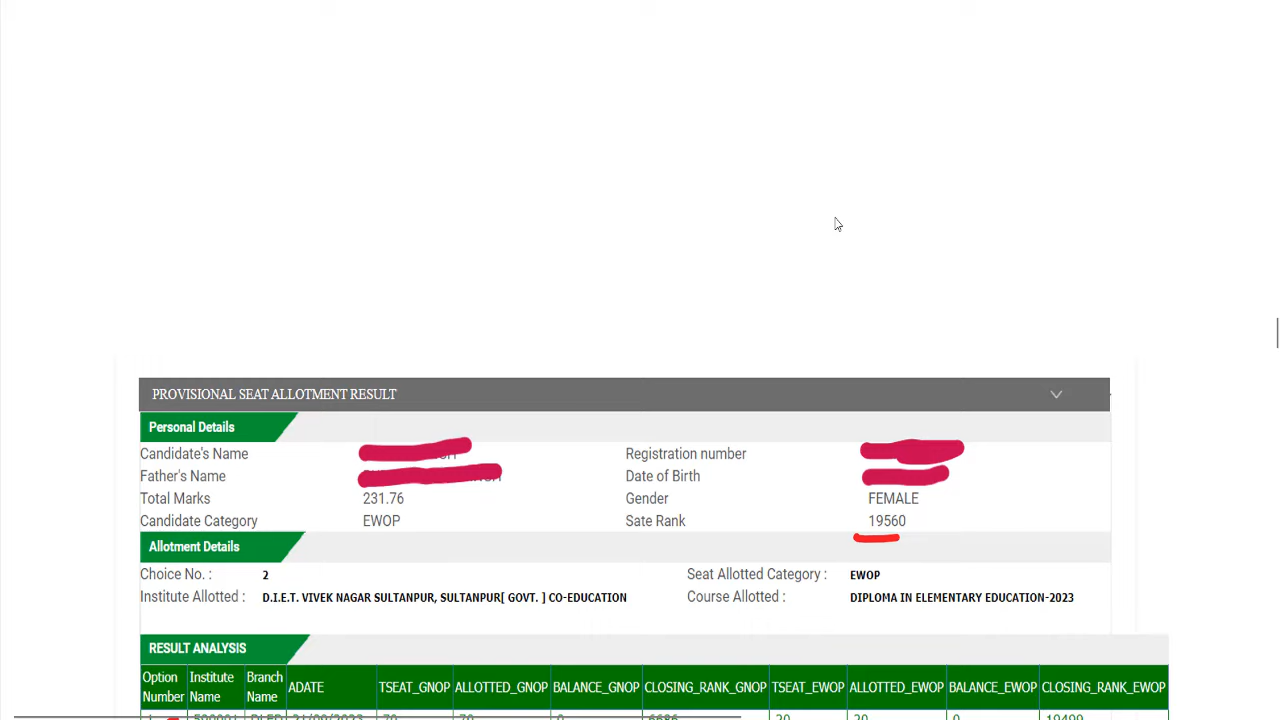 PROVISIONAL SEAT ALLOTMENT RESULT
Personal Details
Candidate's Name Registration number
Father's Name Date of Birth
Total Marks 231.76 Gender FEMALE
Candidate Category EWOP Sate Rank 19560
Allotment Details
Choice No. : 2 Seat Allotted Category : EWOP
Institute Allotted : D.I.E.T. VIVEK NAGAR SULTANPUR, SULTANPUR[ GOVT. ] CO-EDUCATION Course Allotted : DIPLOMA IN ELEMENTARY EDUCATION-2023
RESULT ANALYSIS
Option Number Institute Name Branch Name ADATE TSEAT_GNOP ALLOTTED_GNOP BALANCE_GNOP CLOSING_RANK_GNOP TSEAT_EWOP ALLOTTED_EWOP BALANCE_EWOP CLOSING_RANK_EWOP